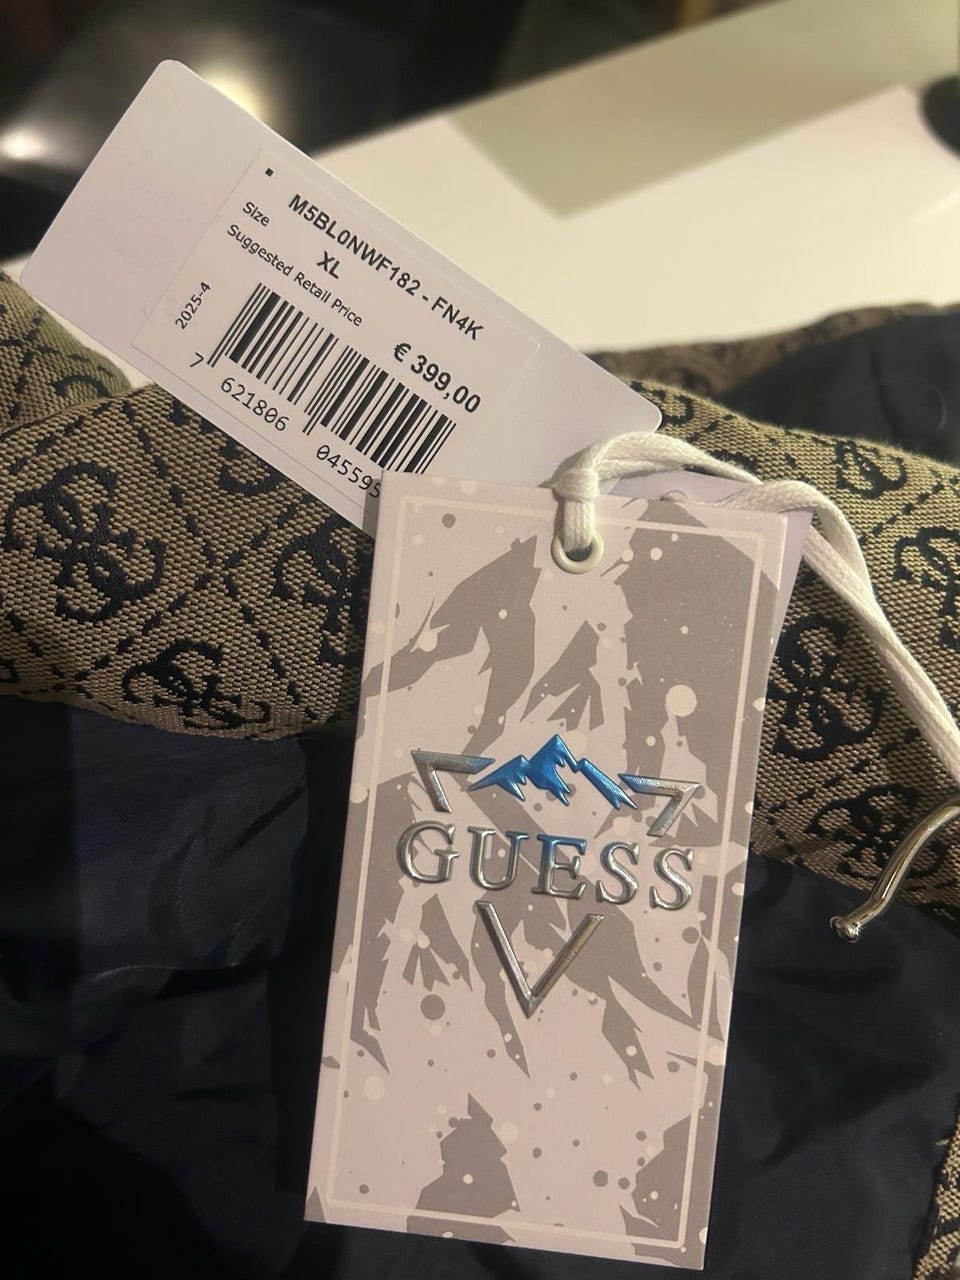 M5BL0NWF182 - FN4K
Size XL
Suggested Retail Price
€ 399,00
2025-4
7 621806 045595
GUESS